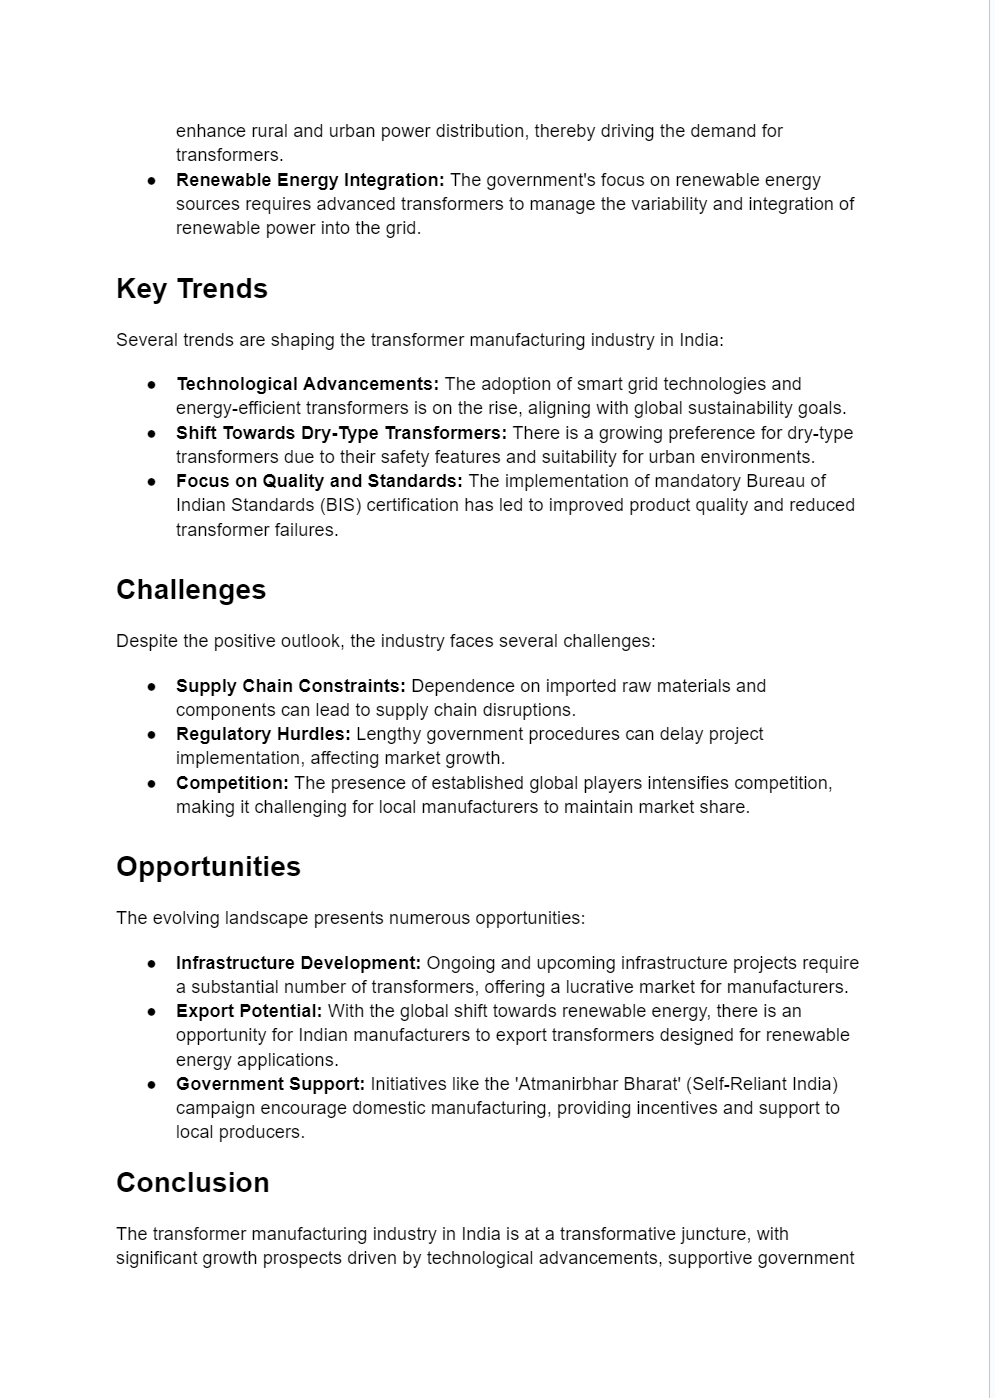 enhance rural and urban power distribution, thereby driving the demand for
transformers.
● Renewable Energy Integration: The government's focus on renewable energy
sources requires advanced transformers to manage the variability and integration of
renewable power into the grid.
Key Trends
Several trends are shaping the transformer manufacturing industry in India:
● Technological Advancements: The adoption of smart grid technologies and
energy-efficient transformers is on the rise, aligning with global sustainability goals.
● Shift Towards Dry-Type Transformers: There is a growing preference for dry-type
transformers due to their safety features and suitability for urban environments.
● Focus on Quality and Standards: The implementation of mandatory Bureau of
Indian Standards (BIS) certification has led to improved product quality and reduced
transformer failures.
Challenges
Despite the positive outlook, the industry faces several challenges:
● Supply Chain Constraints: Dependence on imported raw materials and
components can lead to supply chain disruptions.
● Regulatory Hurdles: Lengthy government procedures can delay project
implementation, affecting market growth.
● Competition: The presence of established global players intensifies competition,
making it challenging for local manufacturers to maintain market share.
Opportunities
The evolving landscape presents numerous opportunities:
● Infrastructure Development: Ongoing and upcoming infrastructure projects require
a substantial number of transformers, offering a lucrative market for manufacturers.
● Export Potential: With the global shift towards renewable energy, there is an
opportunity for Indian manufacturers to export transformers designed for renewable
energy applications.
● Government Support: Initiatives like the 'Atmanirbhar Bharat' (Self-Reliant India)
campaign encourage domestic manufacturing, providing incentives and support to
local producers.
Conclusion
The transformer manufacturing industry in India is at a transformative juncture, with
significant growth prospects driven by technological advancements, supportive government